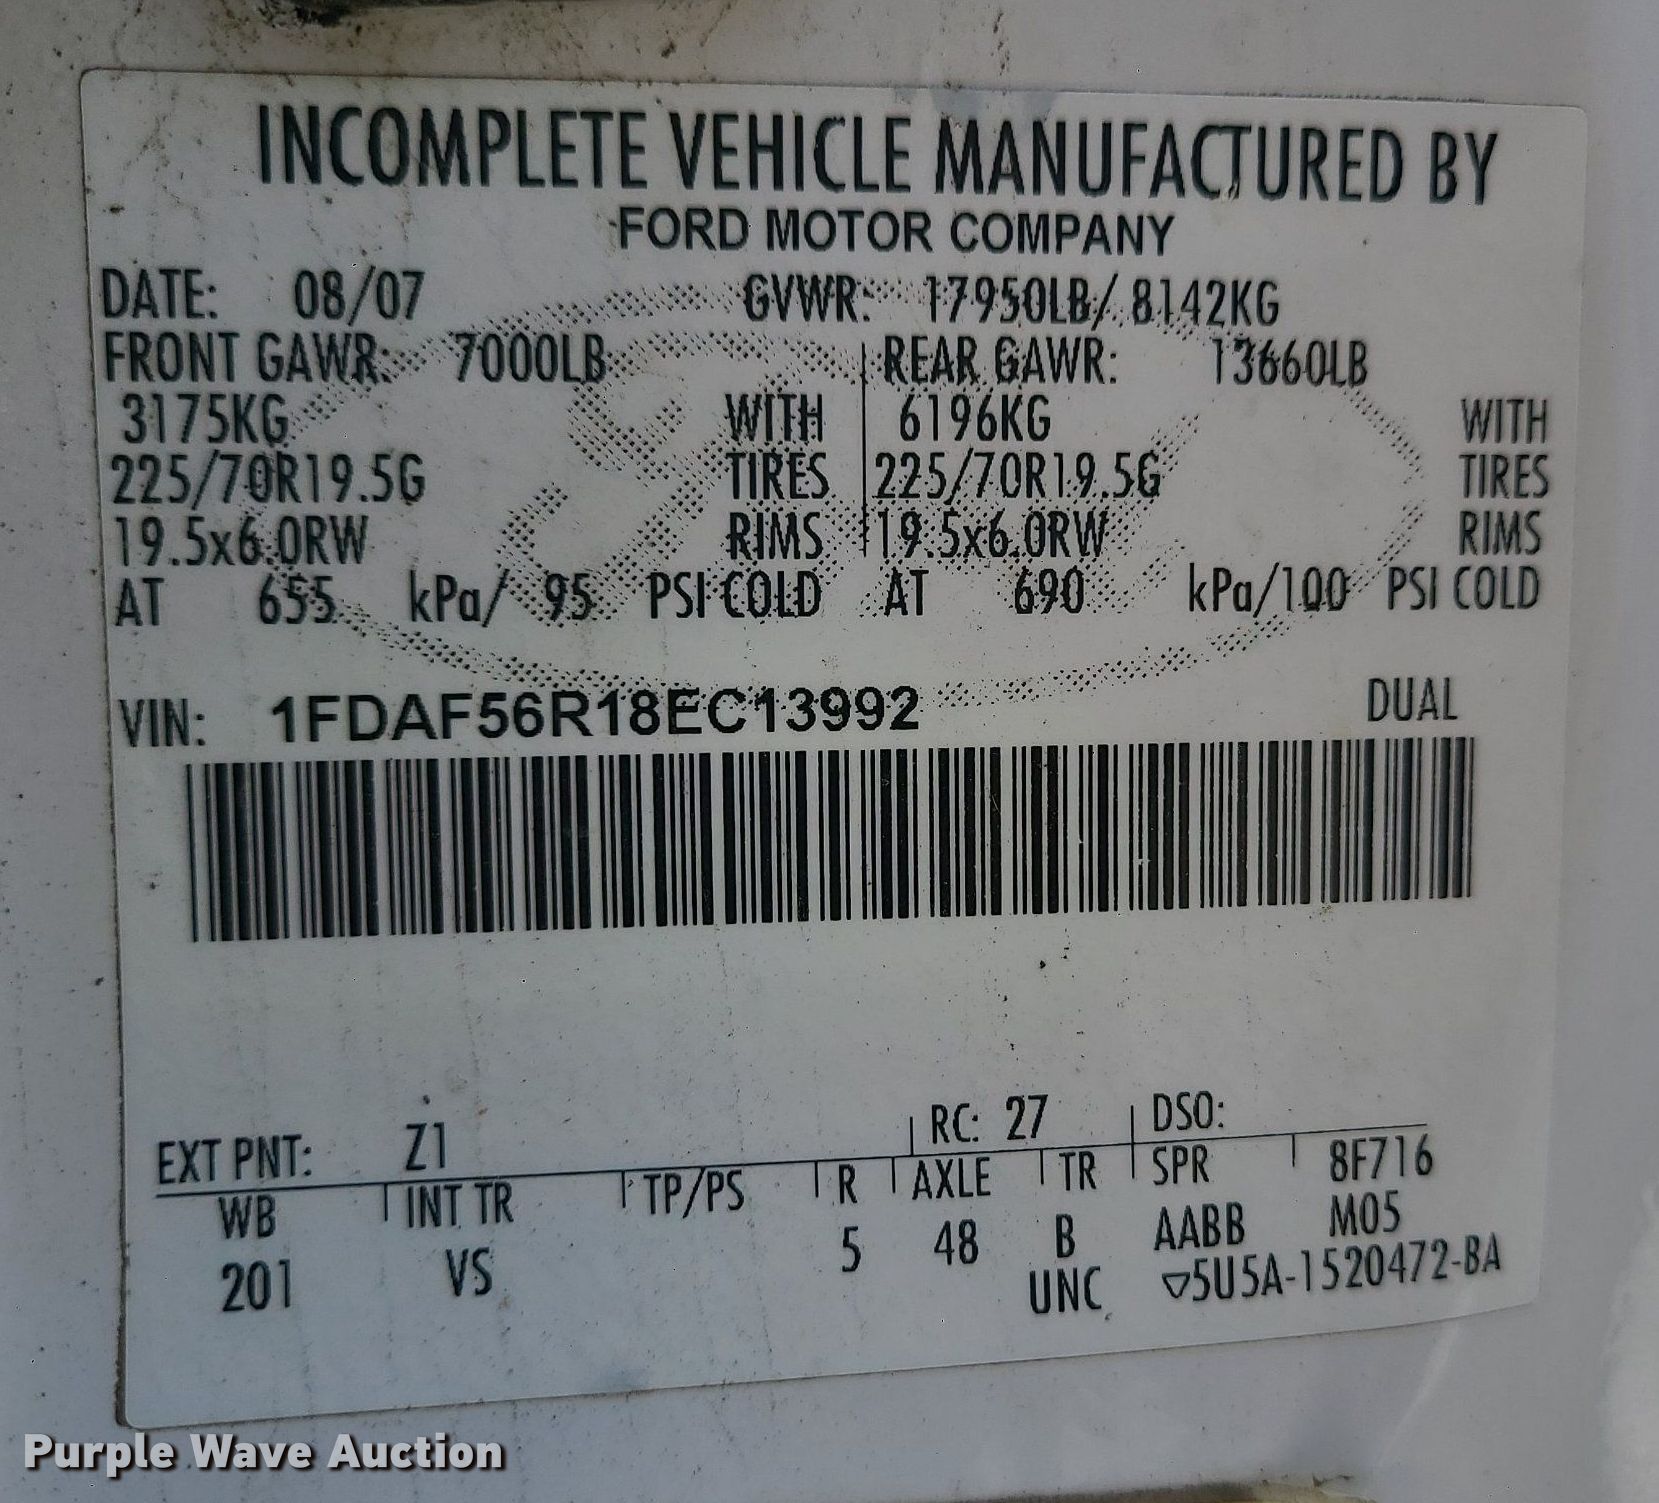 INCOMPLETE VEHICLE MANUFACTURED BY
FORD MOTOR COMPANY
DATE: 08/07 GVWR: 17950LB/ 8142KG
FRONT GAWR: 7000LB REAR GAWR: 13660LB
3175KG WITH 6196KG WITH
225/70R19.5G TIRES 225/70R19.5G TIRES
19.5x6.0RW RIMS 19.5x6.0RW RIMS
AT 655 kPa/ 95 PSI COLD AT 690 kPa/100 PSI COLD
VIN: 1FDAF56R18EC13992 DUAL
EXT PNT: Z1 RC: 27 DSO:
WB INT TR TP/PS R AXLE TR SPR 8F716
201 VS 5 48 B AABB M05
UNC ▽5U5A-1520472-BA
Purple Wave Auction